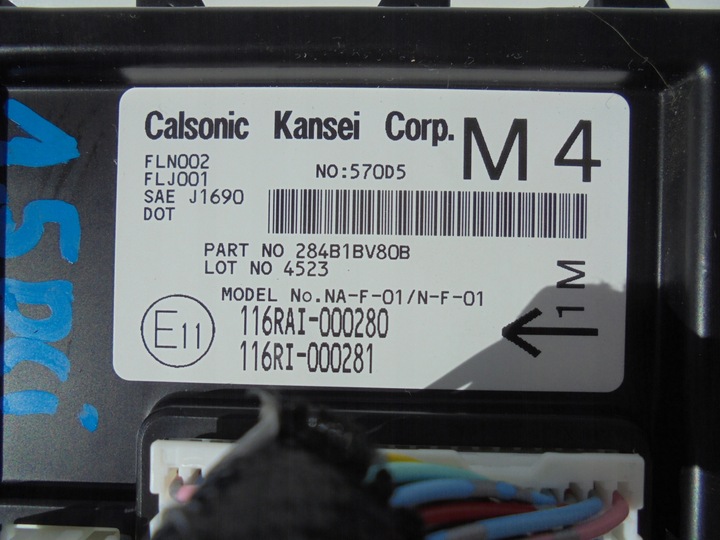 Calsonic Kansei Corp. M 4
FLN002
FLJ001
SAE J1690
DOT
NO:570D5
PART NO 284B1BV80B
LOT NO 4523
MODEL No.NA-F-01/N-F-01
E11
116RAI-000280
116RI-000281
1 M